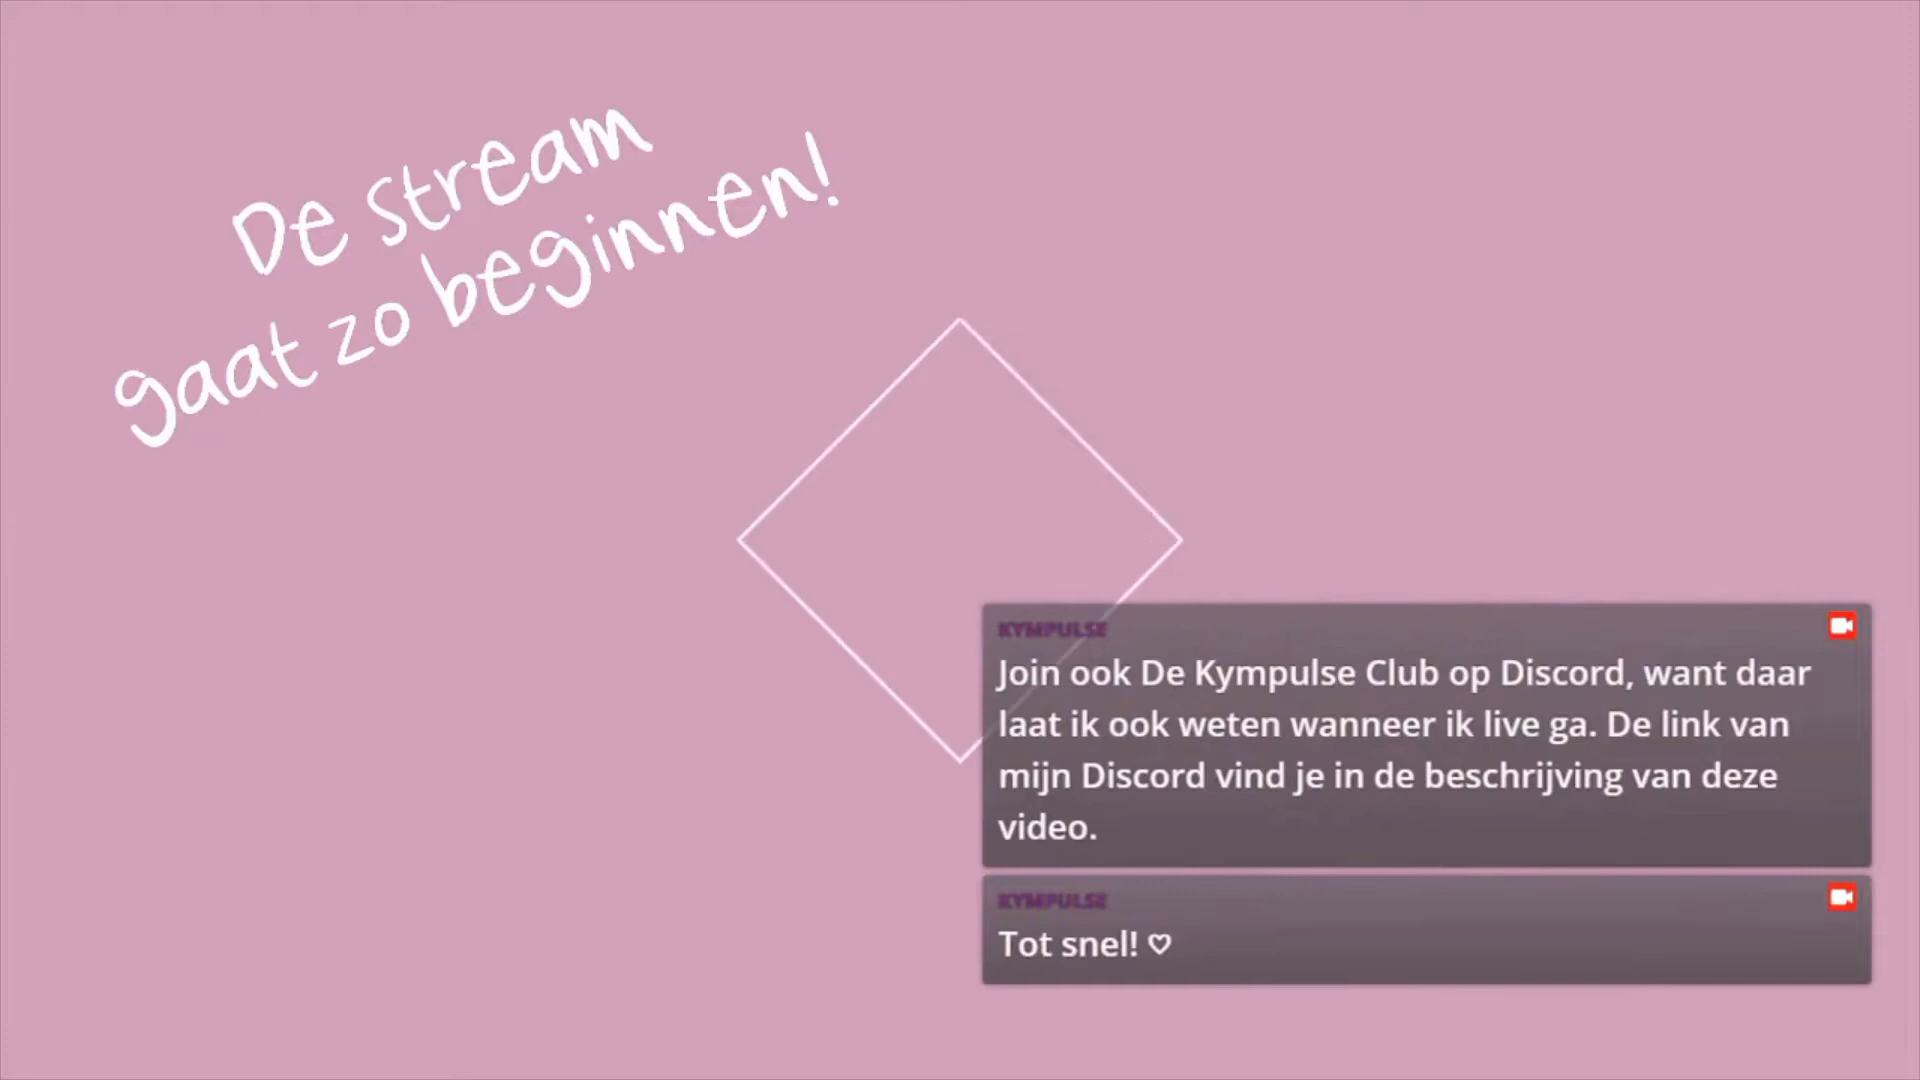 De stream
gaat zo beginnen!
KYMPULSE
Join ook De Kympulse Club op Discord, want daar
laat ik ook weten wanneer ik live ga. De link van
mijn Discord vind je in de beschrijving van deze
video.
KYMPULSE
Tot snel! ♡